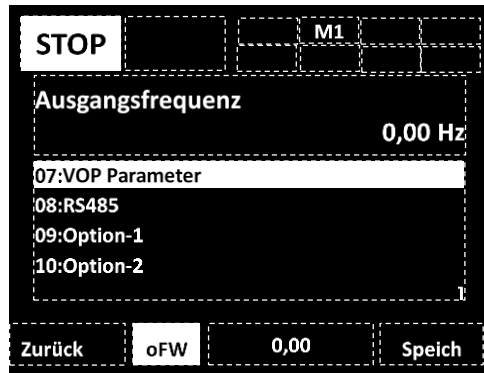 STOP
M1
Ausgangsfrequenz
0,00 Hz
07:VOP Parameter
08:RS485
09:Option-1
10:Option-2
Zurück oFW 0,00 Speich